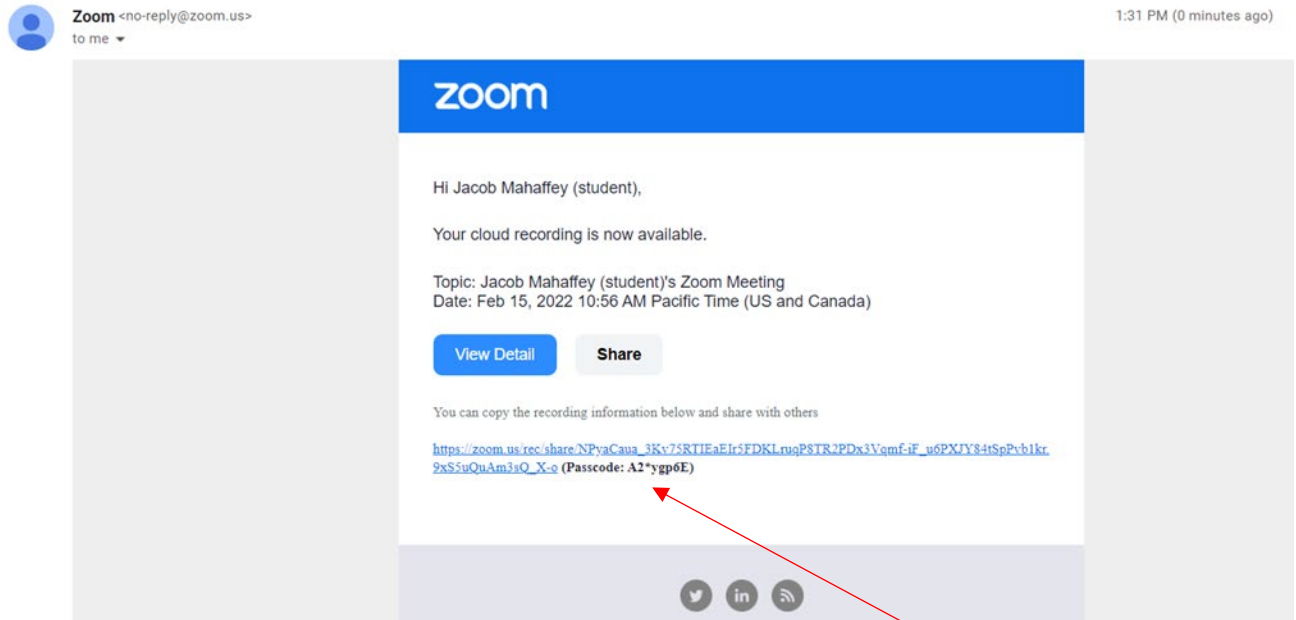 Zoom <no-reply@zoom.us>
1:31 PM (0 minutes ago)
to me
zoom
Hi Jacob Mahaffey (student),
Your cloud recording is now available.
Topic: Jacob Mahaffey (student)'s Zoom Meeting
Date: Feb 15, 2022 10:56 AM Pacific Time (US and Canada)
View Detail
Share
You can copy the recording information below and share with others
https://zoom.us/rec/share/NPyaCaua_3Kv75RTIEaEIr5FDKLruqP8TR2PDx3Vqmf-iF_u6PXJY84tSpPvb1kr.
9xS5uQuAm3sQ_X-o (Passcode: A2*ygp6E)
in